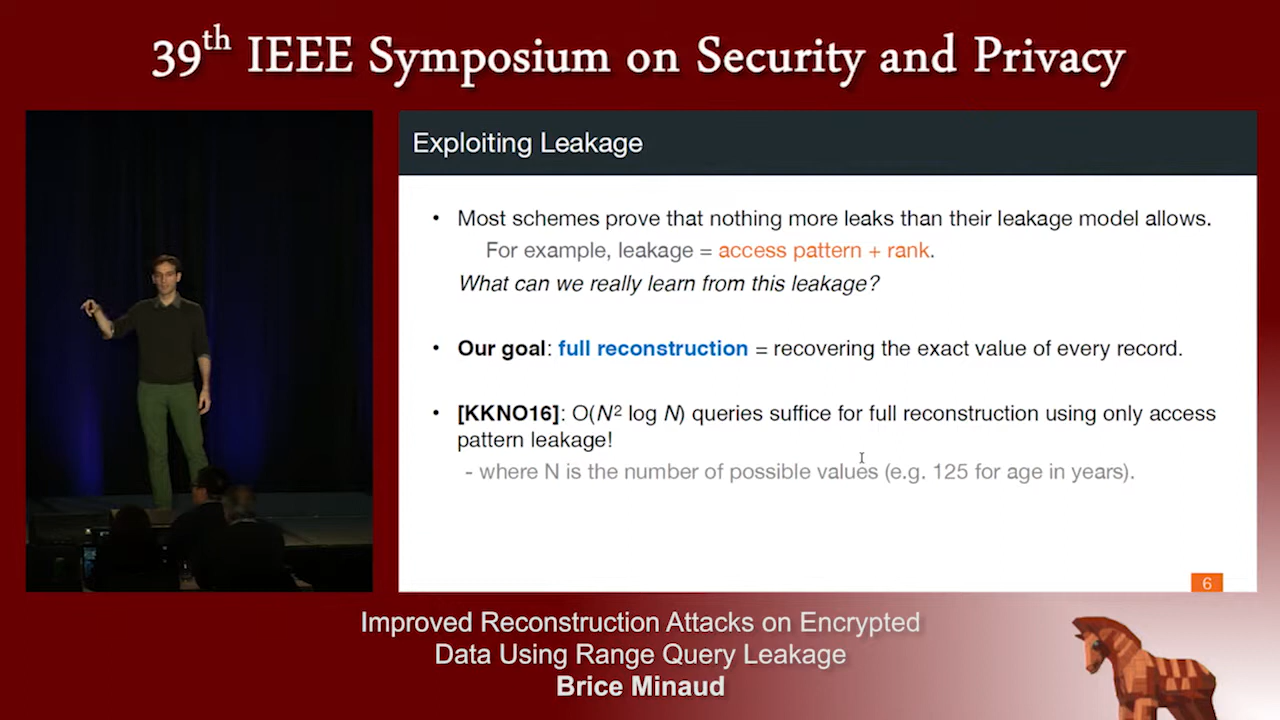 39th IEEE Symposium on Security and Privacy
Exploiting Leakage
• Most schemes prove that nothing more leaks than their leakage model allows.
For example, leakage = access pattern + rank.
What can we really learn from this leakage?
• Our goal: full reconstruction = recovering the exact value of every record.
• [KKNO16]: O(N² log N) queries suffice for full reconstruction using only access
pattern leakage!
- where N is the number of possible values (e.g. 125 for age in years).
6
Improved Reconstruction Attacks on Encrypted
Data Using Range Query Leakage
Brice Minaud